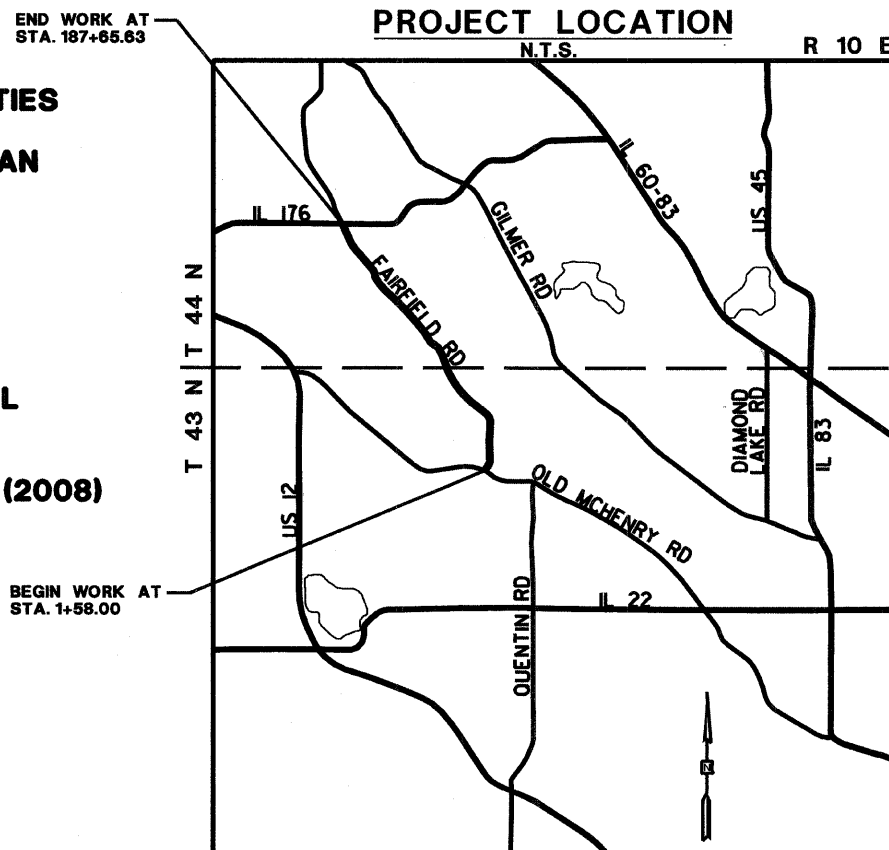 END WORK AT
STA. 187+65.63
PROJECT LOCATION
N.T.S.
R 10 E
TIES
AN
L
(2008)
IL 176
IL 60-83
US 45
GILMER RD
FAIRFIELD RD
T 44 N
T 43 N
DIAMOND
LAKE RD
IL 83
US 12
OLD MCHENRY RD
BEGIN WORK AT
STA. 1+58.00
QUENTIN RD
IL 22
N